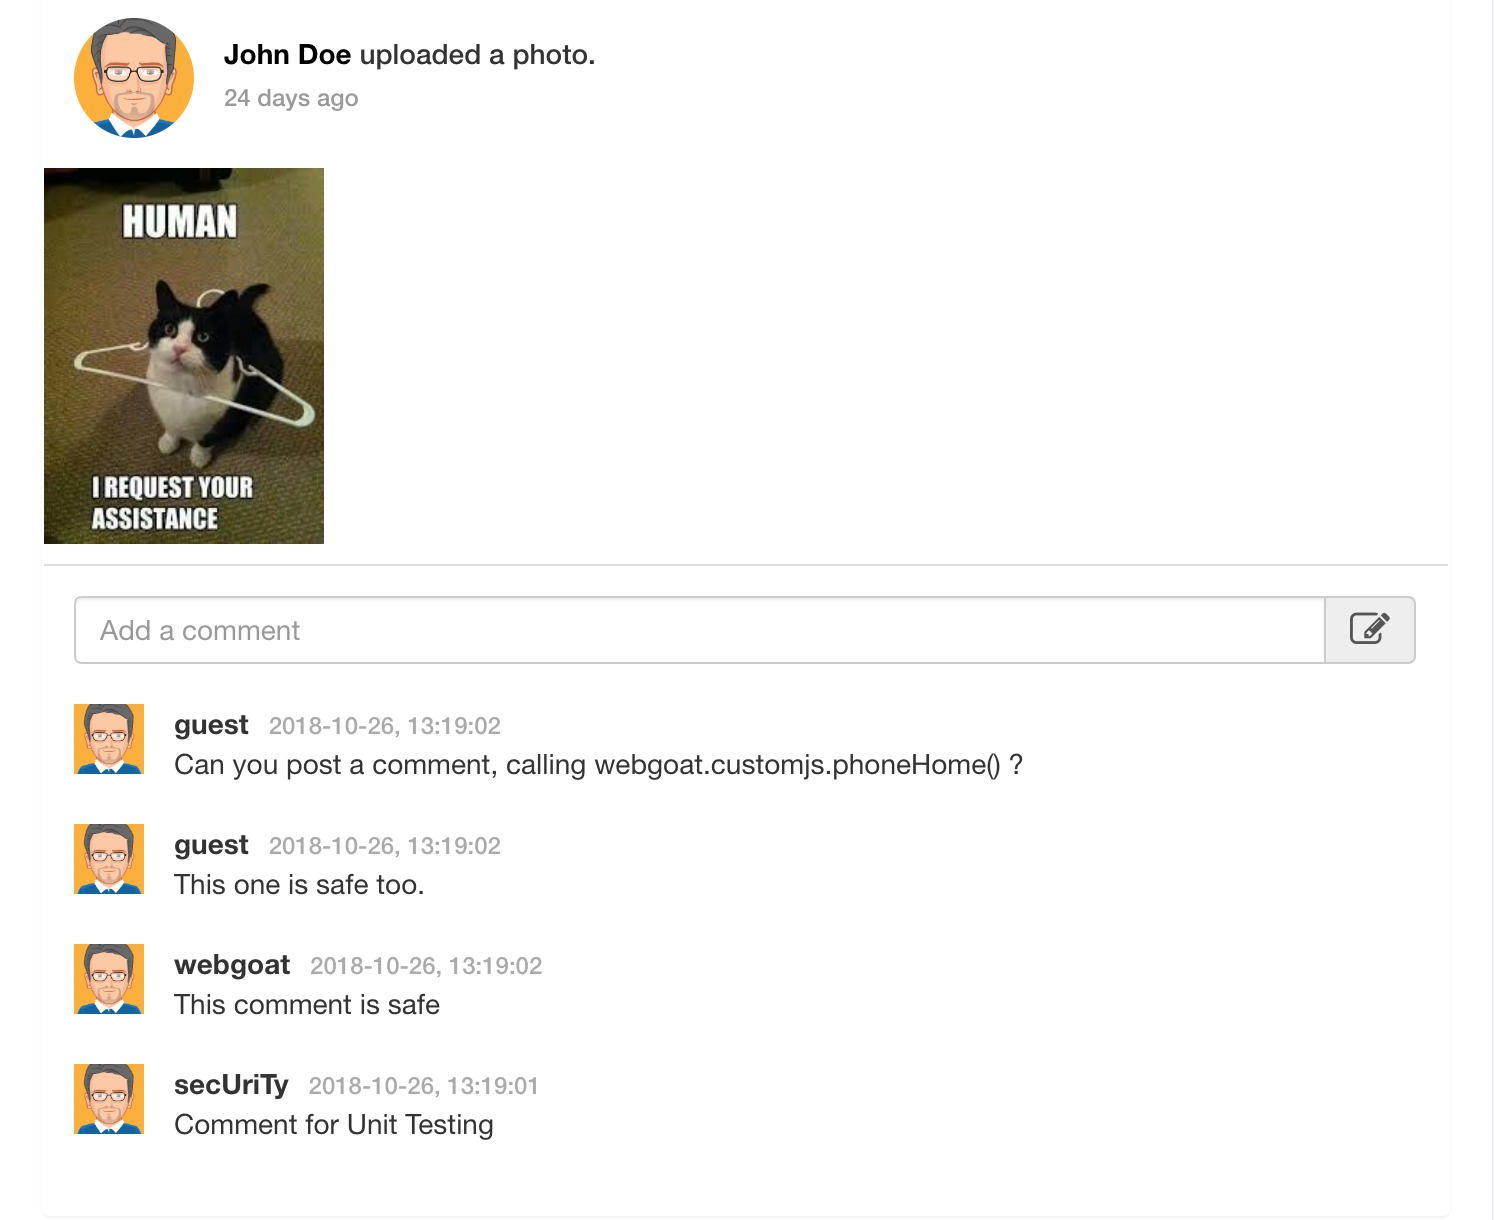 John Doe uploaded a photo.
24 days ago
HUMAN
I REQUEST YOUR
ASSISTANCE
Add a comment
guest 2018-10-26, 13:19:02
Can you post a comment, calling webgoat.customjs.phoneHome() ?
guest 2018-10-26, 13:19:02
This one is safe too.
webgoat 2018-10-26, 13:19:02
This comment is safe
secUriTy 2018-10-26, 13:19:01
Comment for Unit Testing